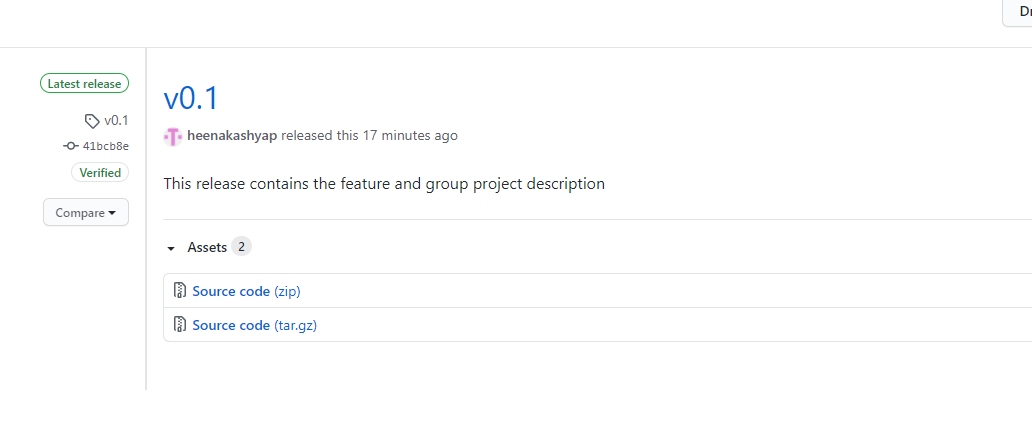 Latest release
v0.1
41bcb8e
Verified
Compare
v0.1
heenakashyap released this 17 minutes ago
This release contains the feature and group project description
Assets 2
Source code (zip)
Source code (tar.gz)